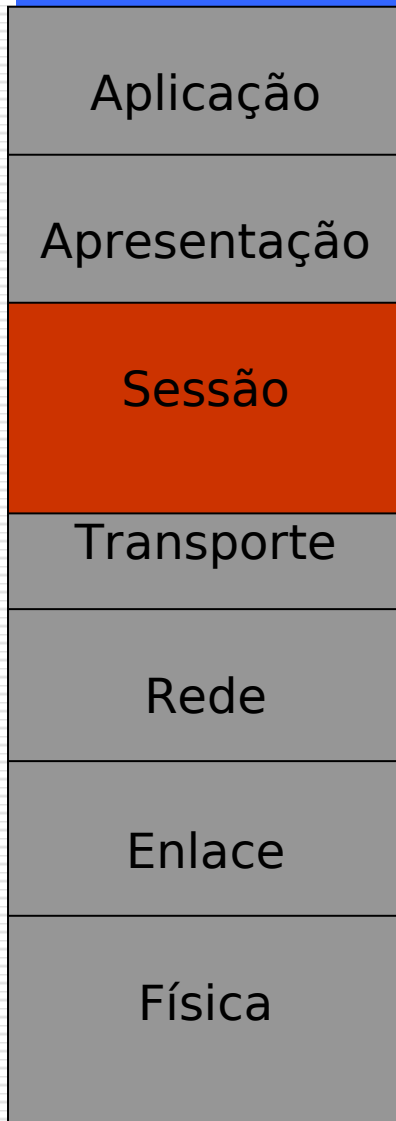 Aplicação
Apresentação
Sessão
Transporte
Rede
Enlace
Física